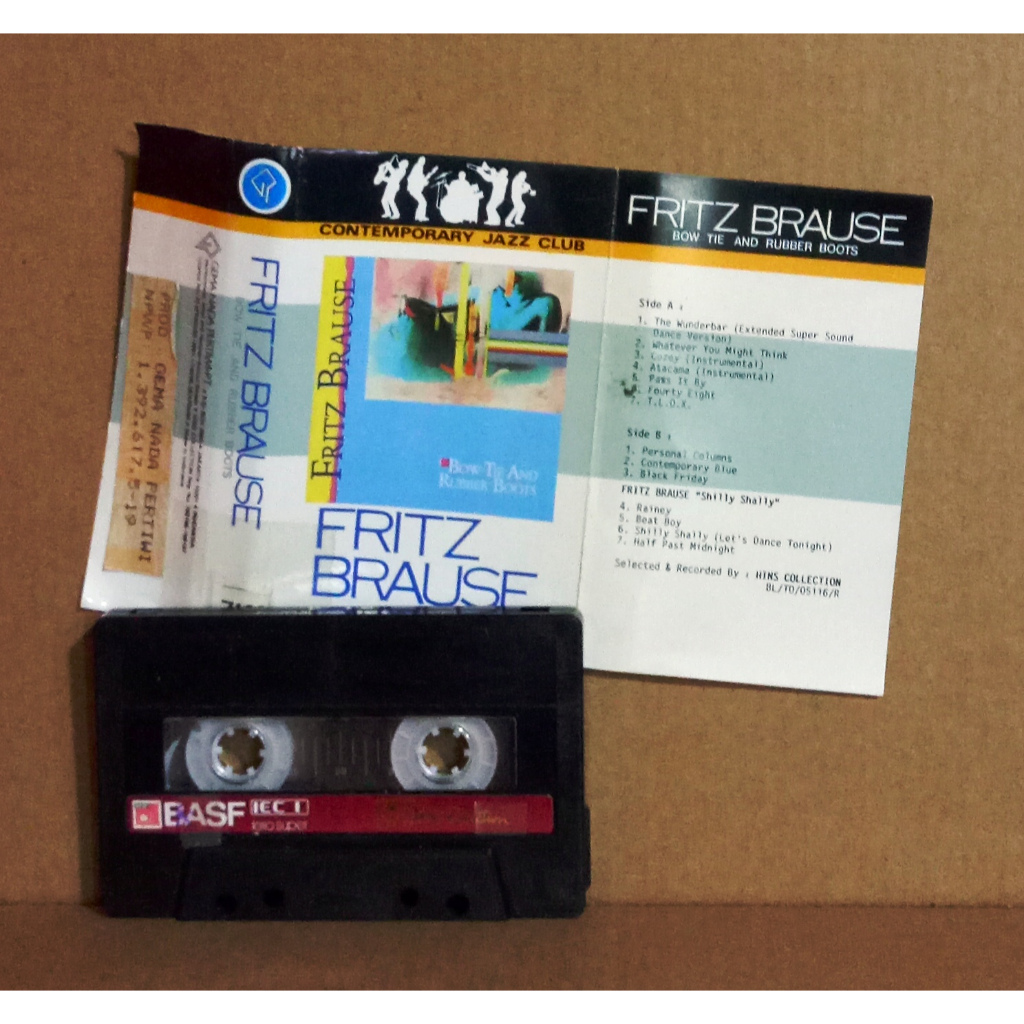 CONTEMPORARY JAZZ CLUB
FRITZ BRAUSE
BOW TIE AND RUBBER BOOTS
FRITZ BRAUSE
BOW TIE AND
RUBBER BOOTS
FRITZ
BRAUSE
FRITZ BRAUSE
BOW TIE AND RUBBER BOOTS
PROD GEMA NADA PERTIWI
NPWP 1.392.617.5-19
Side A :
1. The Wunderbar (Extended Super Sound
Dance Version)
2. Whatever You Might Think
3. (Instrumental)
4. Atacama (Instrumental)
5. Pass It By
6. Fourty Eight
7. T.L.O.X.
Side B :
1. Personal Columns
2. Contemporary Blue
3. Black Friday
FRITZ BRAUSE "Shilly Shally"
4. Rainey
5. Beat Boy
6. Shilly Shally (Let's Dance Tonight)
7. Half Past Midnight
Selected & Recorded By : HINS COLLECTION
BL/TO/05116/R
BASF IEC I
ferro super